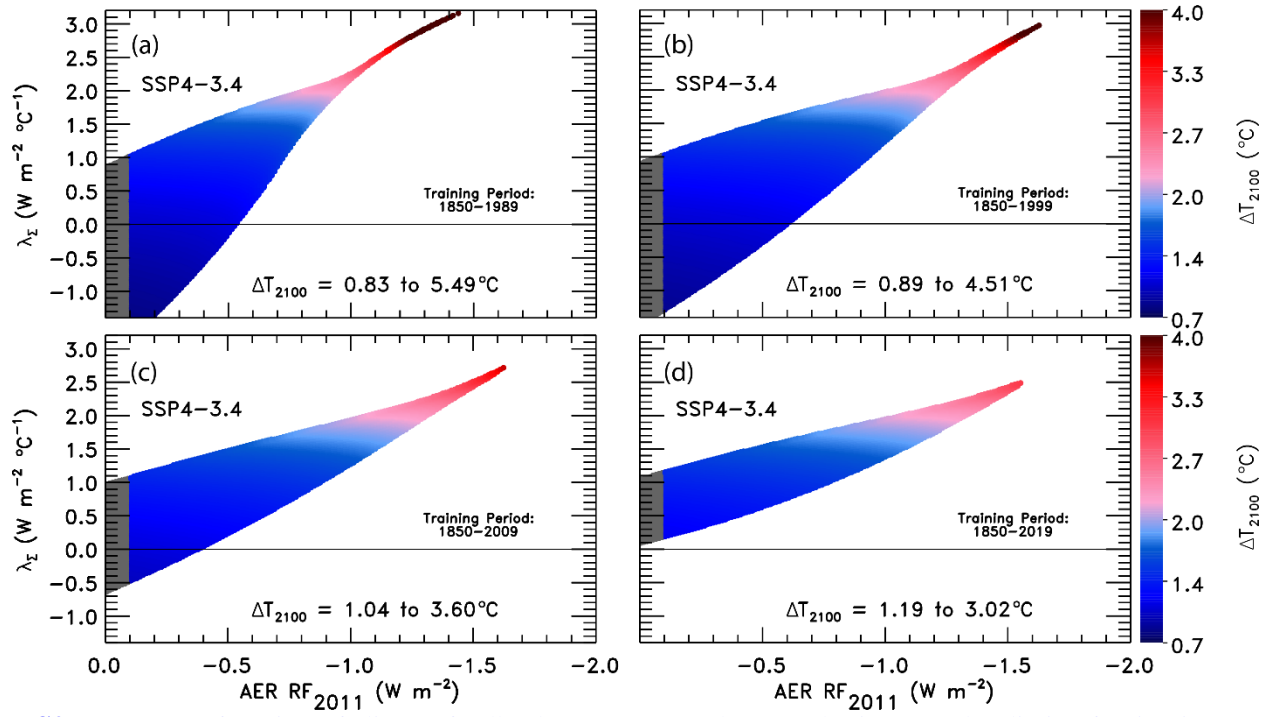 3.0
2.5
2.0
1.5
1.0
0.5
0.0
−0.5
−1.0
λΣ (W m−2 °C−1)
(a)
SSP4−3.4
Training Period:
1850−1989
ΔT2100 = 0.83 to 5.49°C
(b)
SSP4−3.4
Training Period:
1850−1999
ΔT2100 = 0.89 to 4.51°C
4.0
3.3
2.7
2.0
1.4
0.7
ΔT2100 (°C)
3.0
2.5
2.0
1.5
1.0
0.5
0.0
−0.5
−1.0
λΣ (W m−2 °C−1)
(c)
SSP4−3.4
Training Period:
1850−2009
ΔT2100 = 1.04 to 3.60°C
0.0 −0.5 −1.0 −1.5 −2.0
AER RF2011 (W m−2)
(d)
SSP4−3.4
Training Period:
1850−2019
ΔT2100 = 1.19 to 3.02°C
−0.5 −1.0 −1.5 −2.0
AER RF2011 (W m−2)
4.0
3.3
2.7
2.0
1.4
0.7
ΔT2100 (°C)